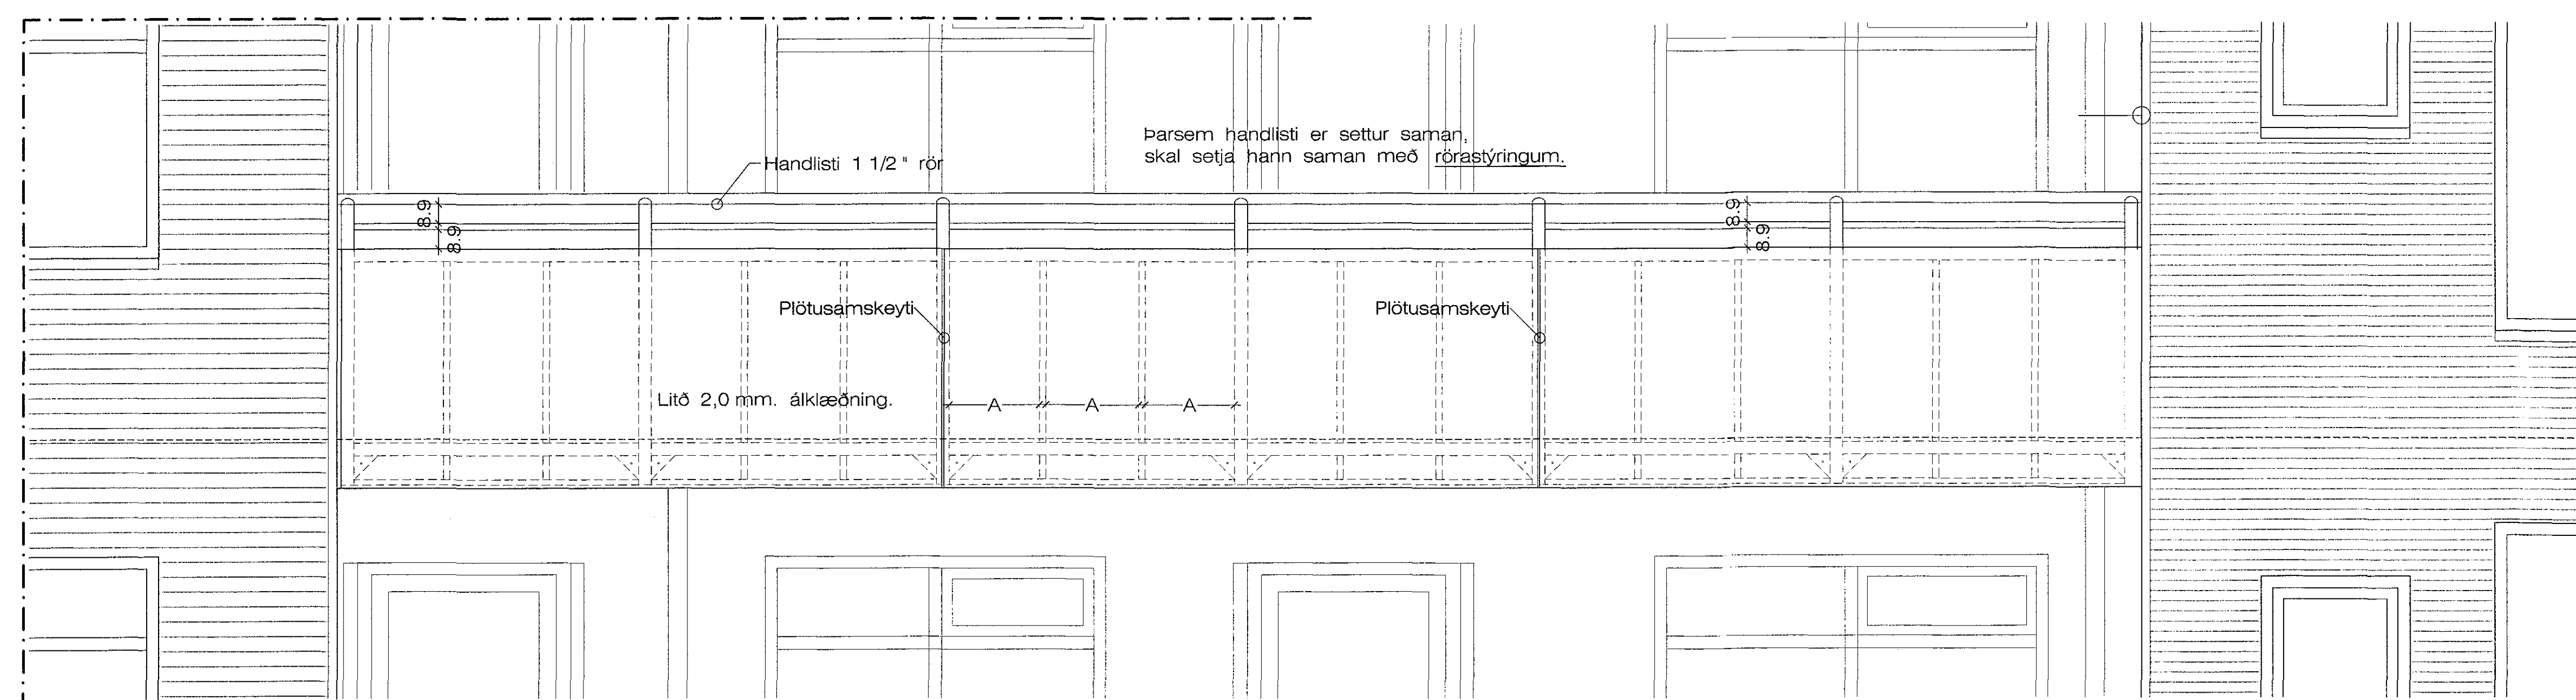 Þarsem handlisti er settur saman,
skal setja hann saman með rörastýringum.
Handlisti 1 1/2 " rör
8.9
8.9
8.9
8.9
Plötusamskeyti
Plötusamskeyti
Litð 2,0 mm. álklæðning.
A
A
A